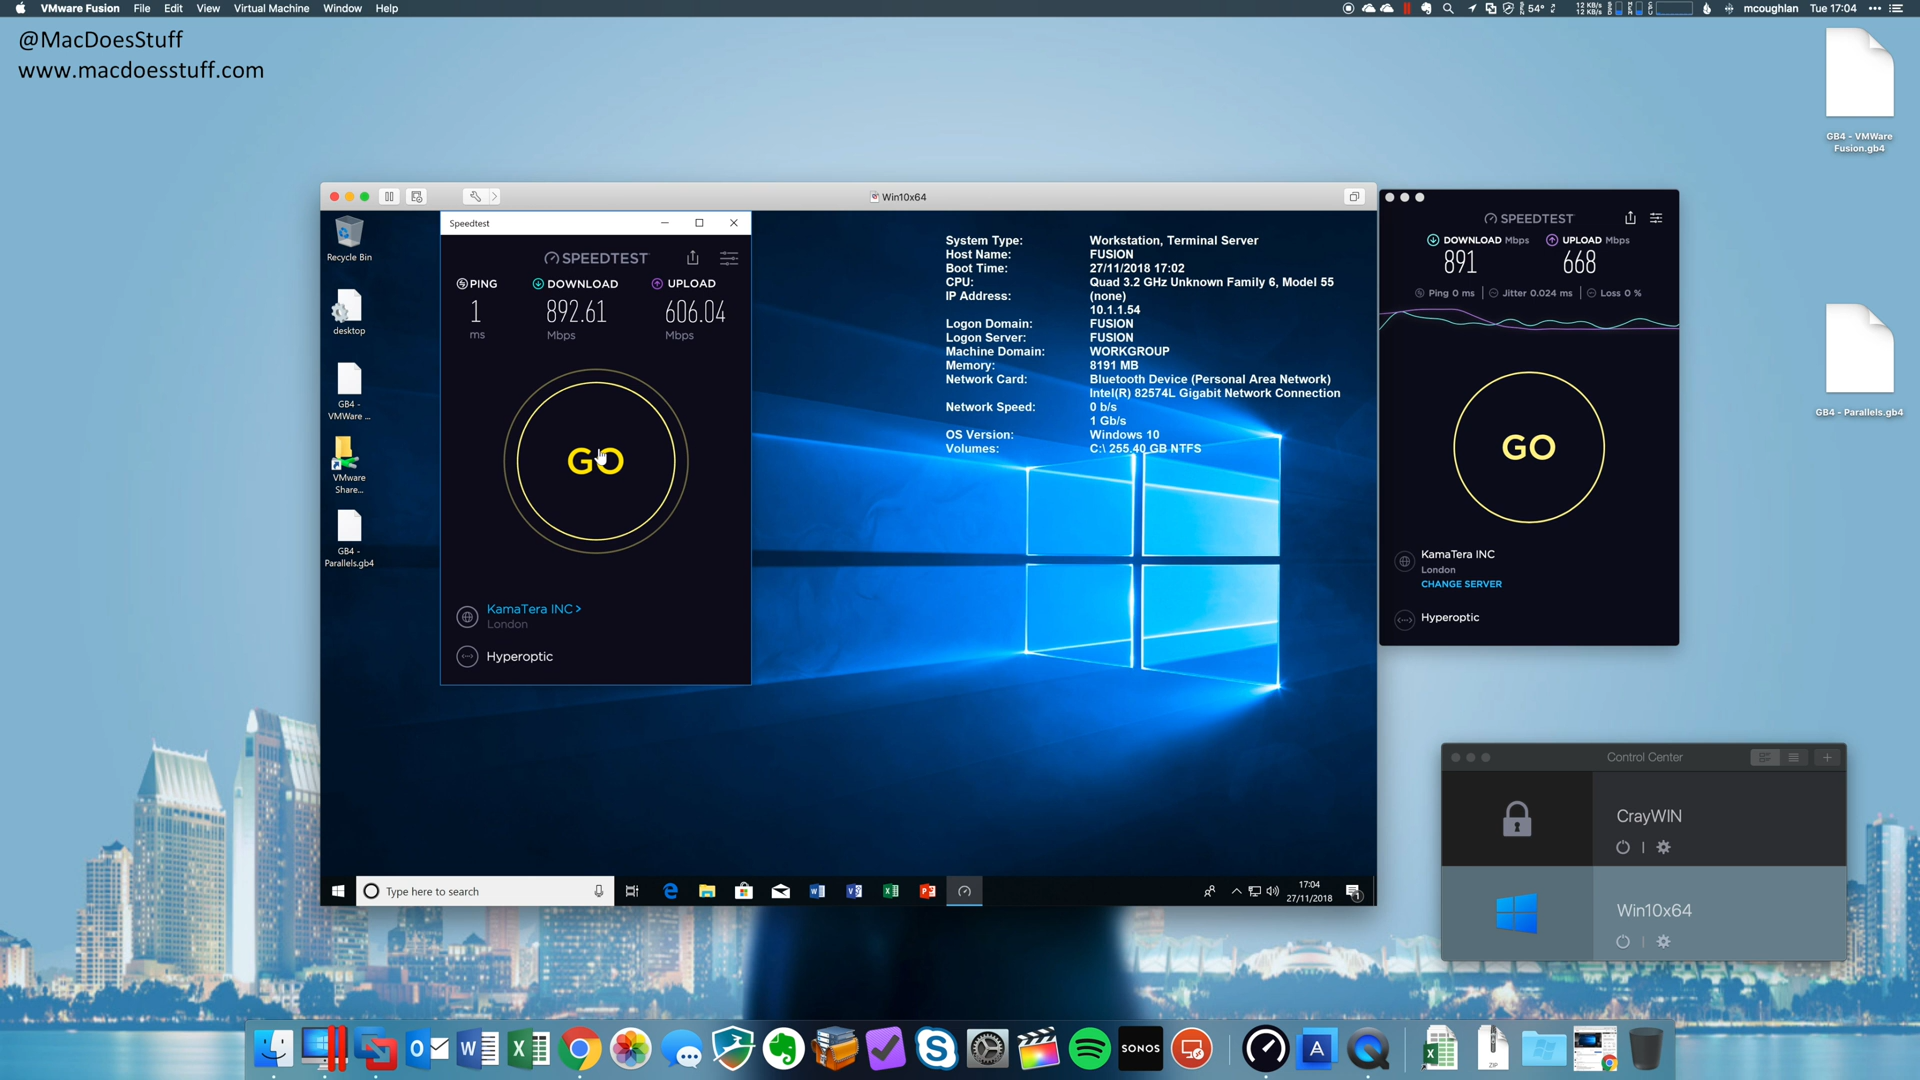 VMware Fusion File Edit View Virtual Machine Window Help
54° 12 KB/s 12 KB/s mcoughlan Tue 17:04
@MacDoesStuff
www.macdoesstuff.com
GB4 - VMWare
Fusion.gb4
GB4 - Parallels.gb4
Win10x64
Recycle Bin
desktop
GB4 -
VMWare ...
VMware
Share...
GB4 -
Parallels.gb4
Speedtest
SPEEDTEST
PING DOWNLOAD UPLOAD
1 892.61 606.04
ms Mbps Mbps
GO
KamaTera INC >
London
Hyperoptic
System Type: Workstation, Terminal Server
Host Name: FUSION
Boot Time: 27/11/2018 17:02
CPU: Quad 3.2 GHz Unknown Family 6, Model 55
IP Address: (none)
10.1.1.54
Logon Domain: FUSION
Logon Server: FUSION
Machine Domain: WORKGROUP
Memory: 8191 MB
Network Card: Bluetooth Device (Personal Area Network)
Intel(R) 82574L Gigabit Network Connection
Network Speed: 0 b/s
1 Gb/s
OS Version: Windows 10
Volumes: C:\ 255.40 GB NTFS
Type here to search
17:04
27/11/2018
1
SPEEDTEST
DOWNLOAD Mbps UPLOAD Mbps
891 668
Ping 0 ms Jitter 0.024 ms Loss 0 %
GO
KamaTera INC
London
CHANGE SERVER
Hyperoptic
Control Center
CrayWIN
Win10x64
SONOS
ZIP